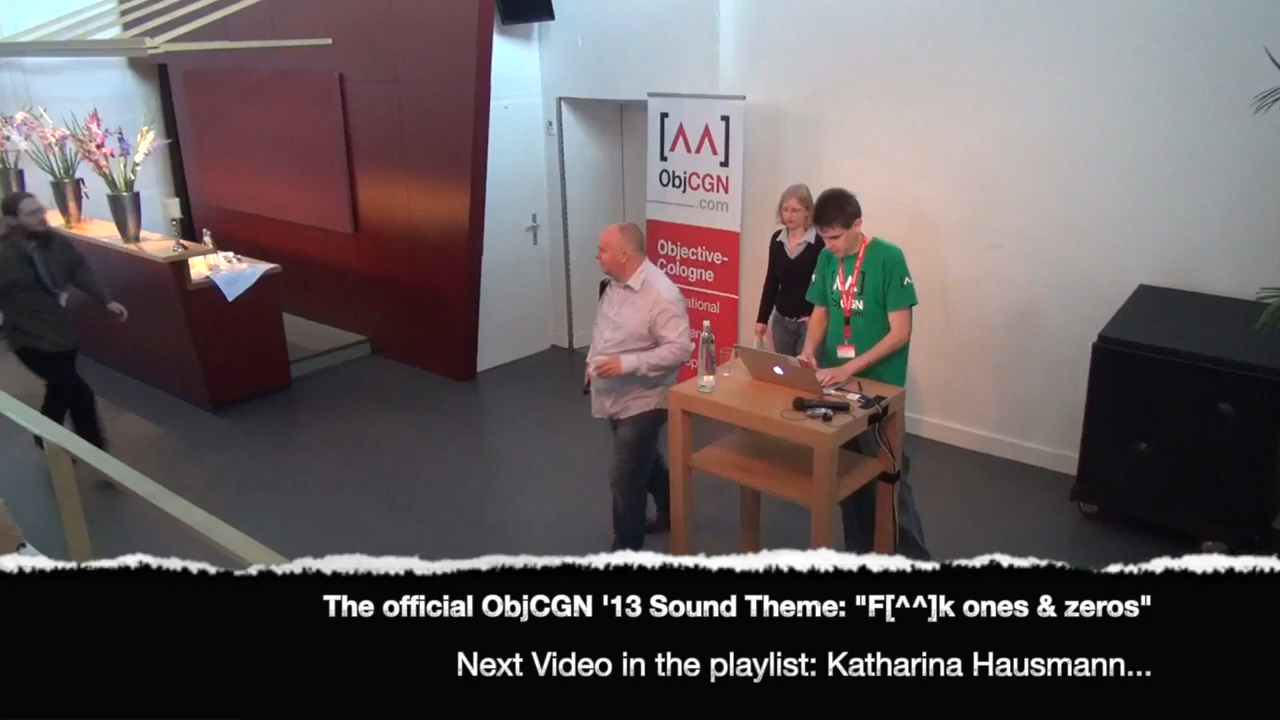 [^^]
ObjCGN
.com
Objective-
Cologne
The official ObjCGN '13 Sound Theme: "F[^^]k ones & zeros"
Next Video in the playlist: Katharina Hausmann...